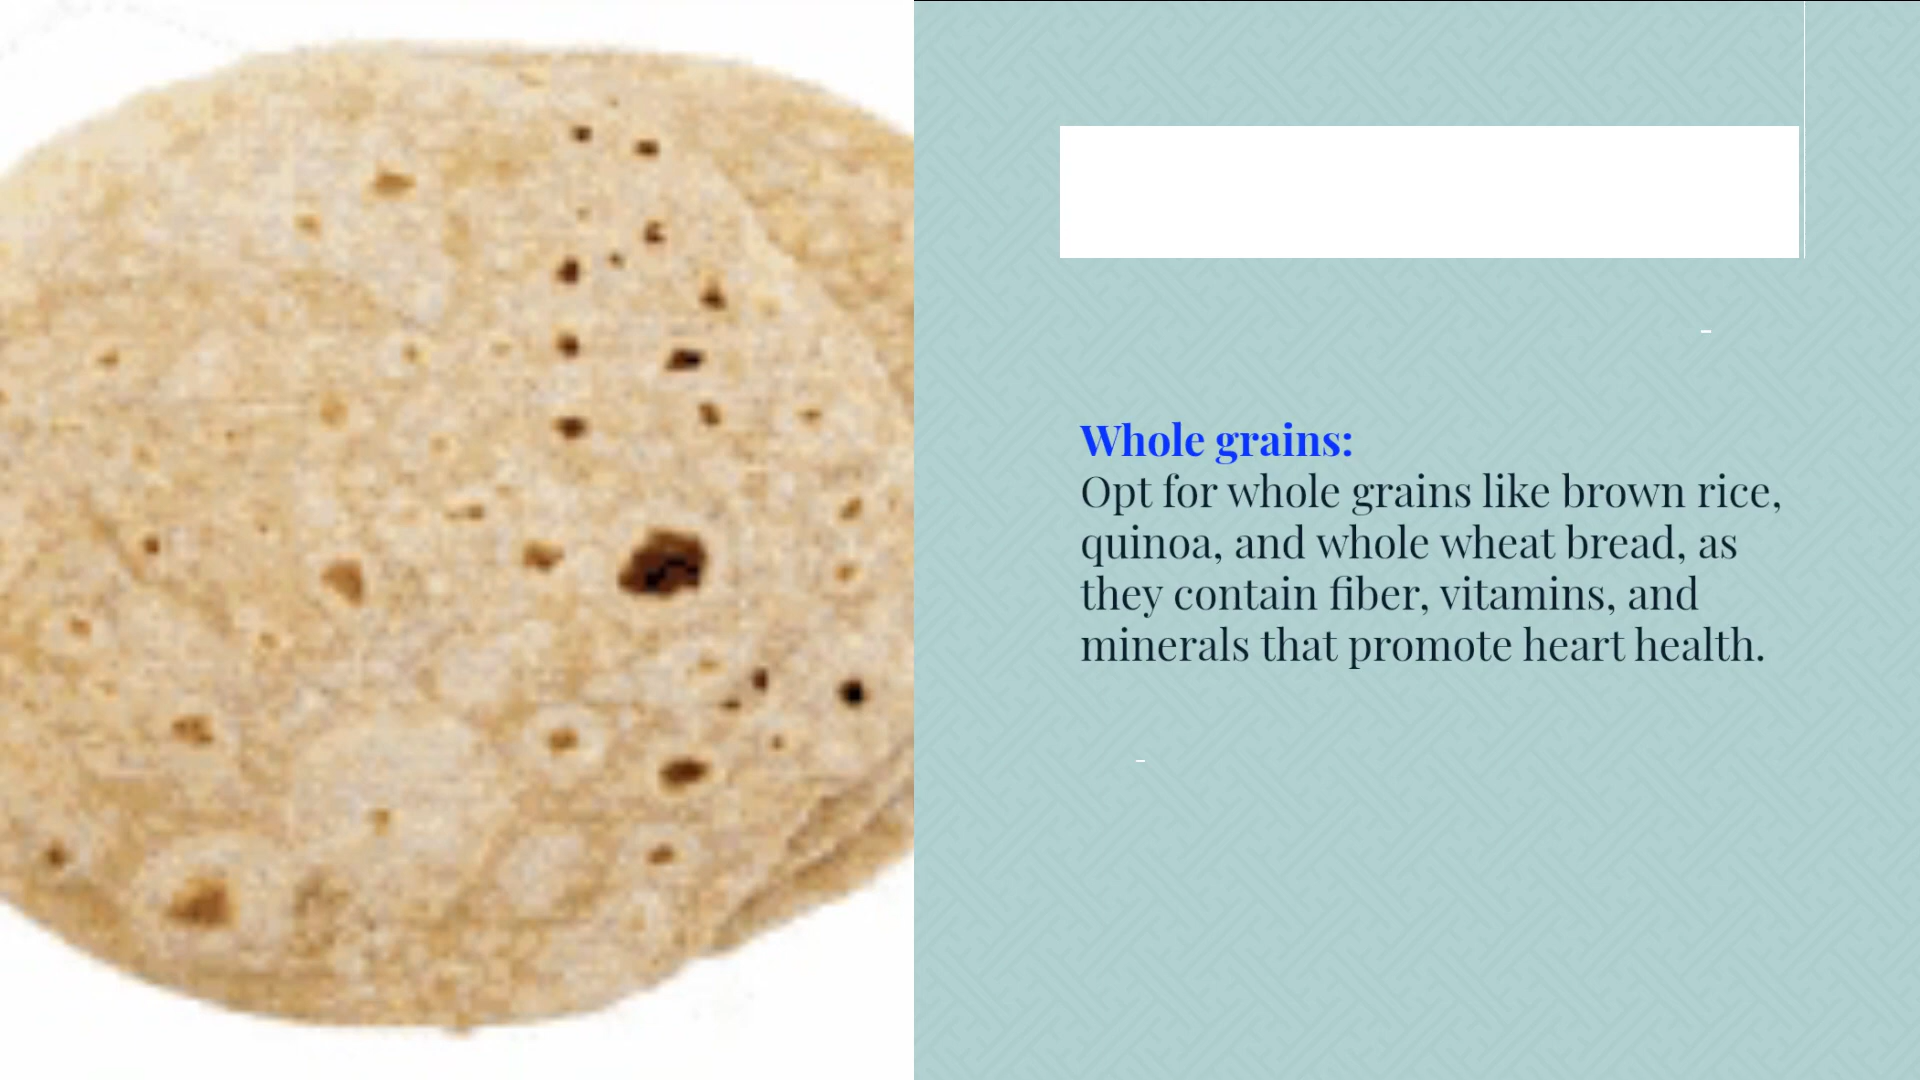 Whole grains:
Opt for whole grains like brown rice,
quinoa, and whole wheat bread, as
they contain fiber, vitamins, and
minerals that promote heart health.